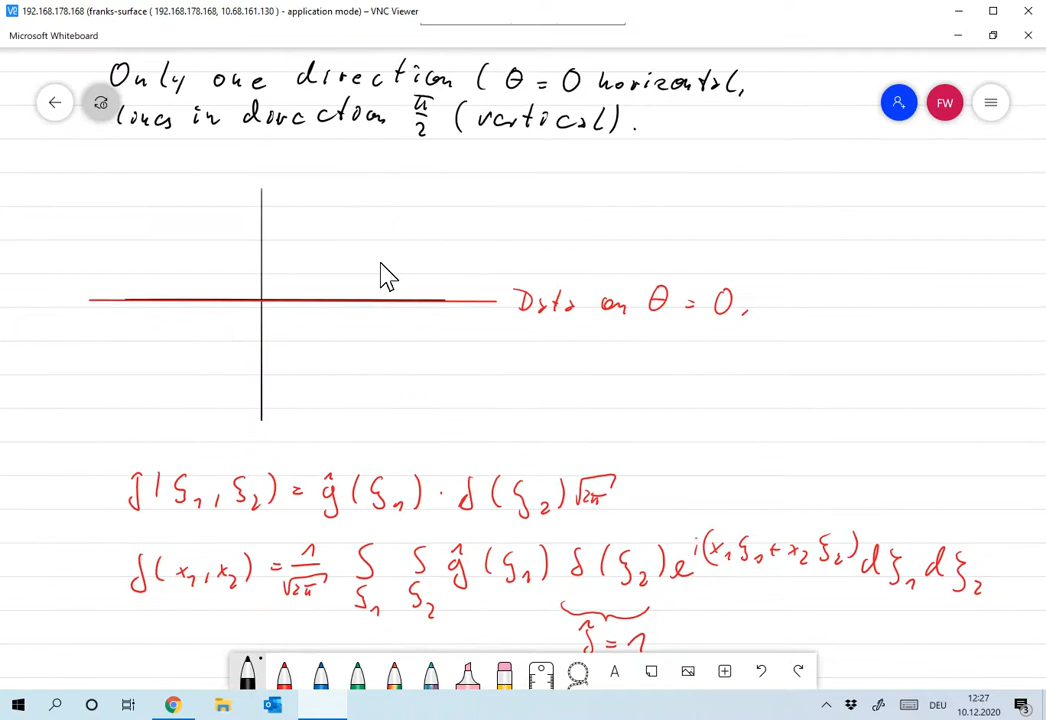 192.168.178.168 (franks-surface ( 192.168.178.168, 10.68.161.130 ) - application mode) – VNC Viewer
Microsoft Whiteboard
Only one direction ( θ = 0 horizontal,
lines in direction π/2 (vertical).
FW
Data on θ = 0,
f̂(ξ₁, ξ₂) = ĝ(ξ₁) · δ(ξ₂) √2π
f(x₁, x₂) = 1/√2π ∫ξ₁ ∫ξ₂ ĝ(ξ₁) δ(ξ₂) e^i(x₁ξ₁ + x₂ξ₂) dξ₁ dξ₂
δ̂ = 1
A
DEU
12:27
10.12.2020
3